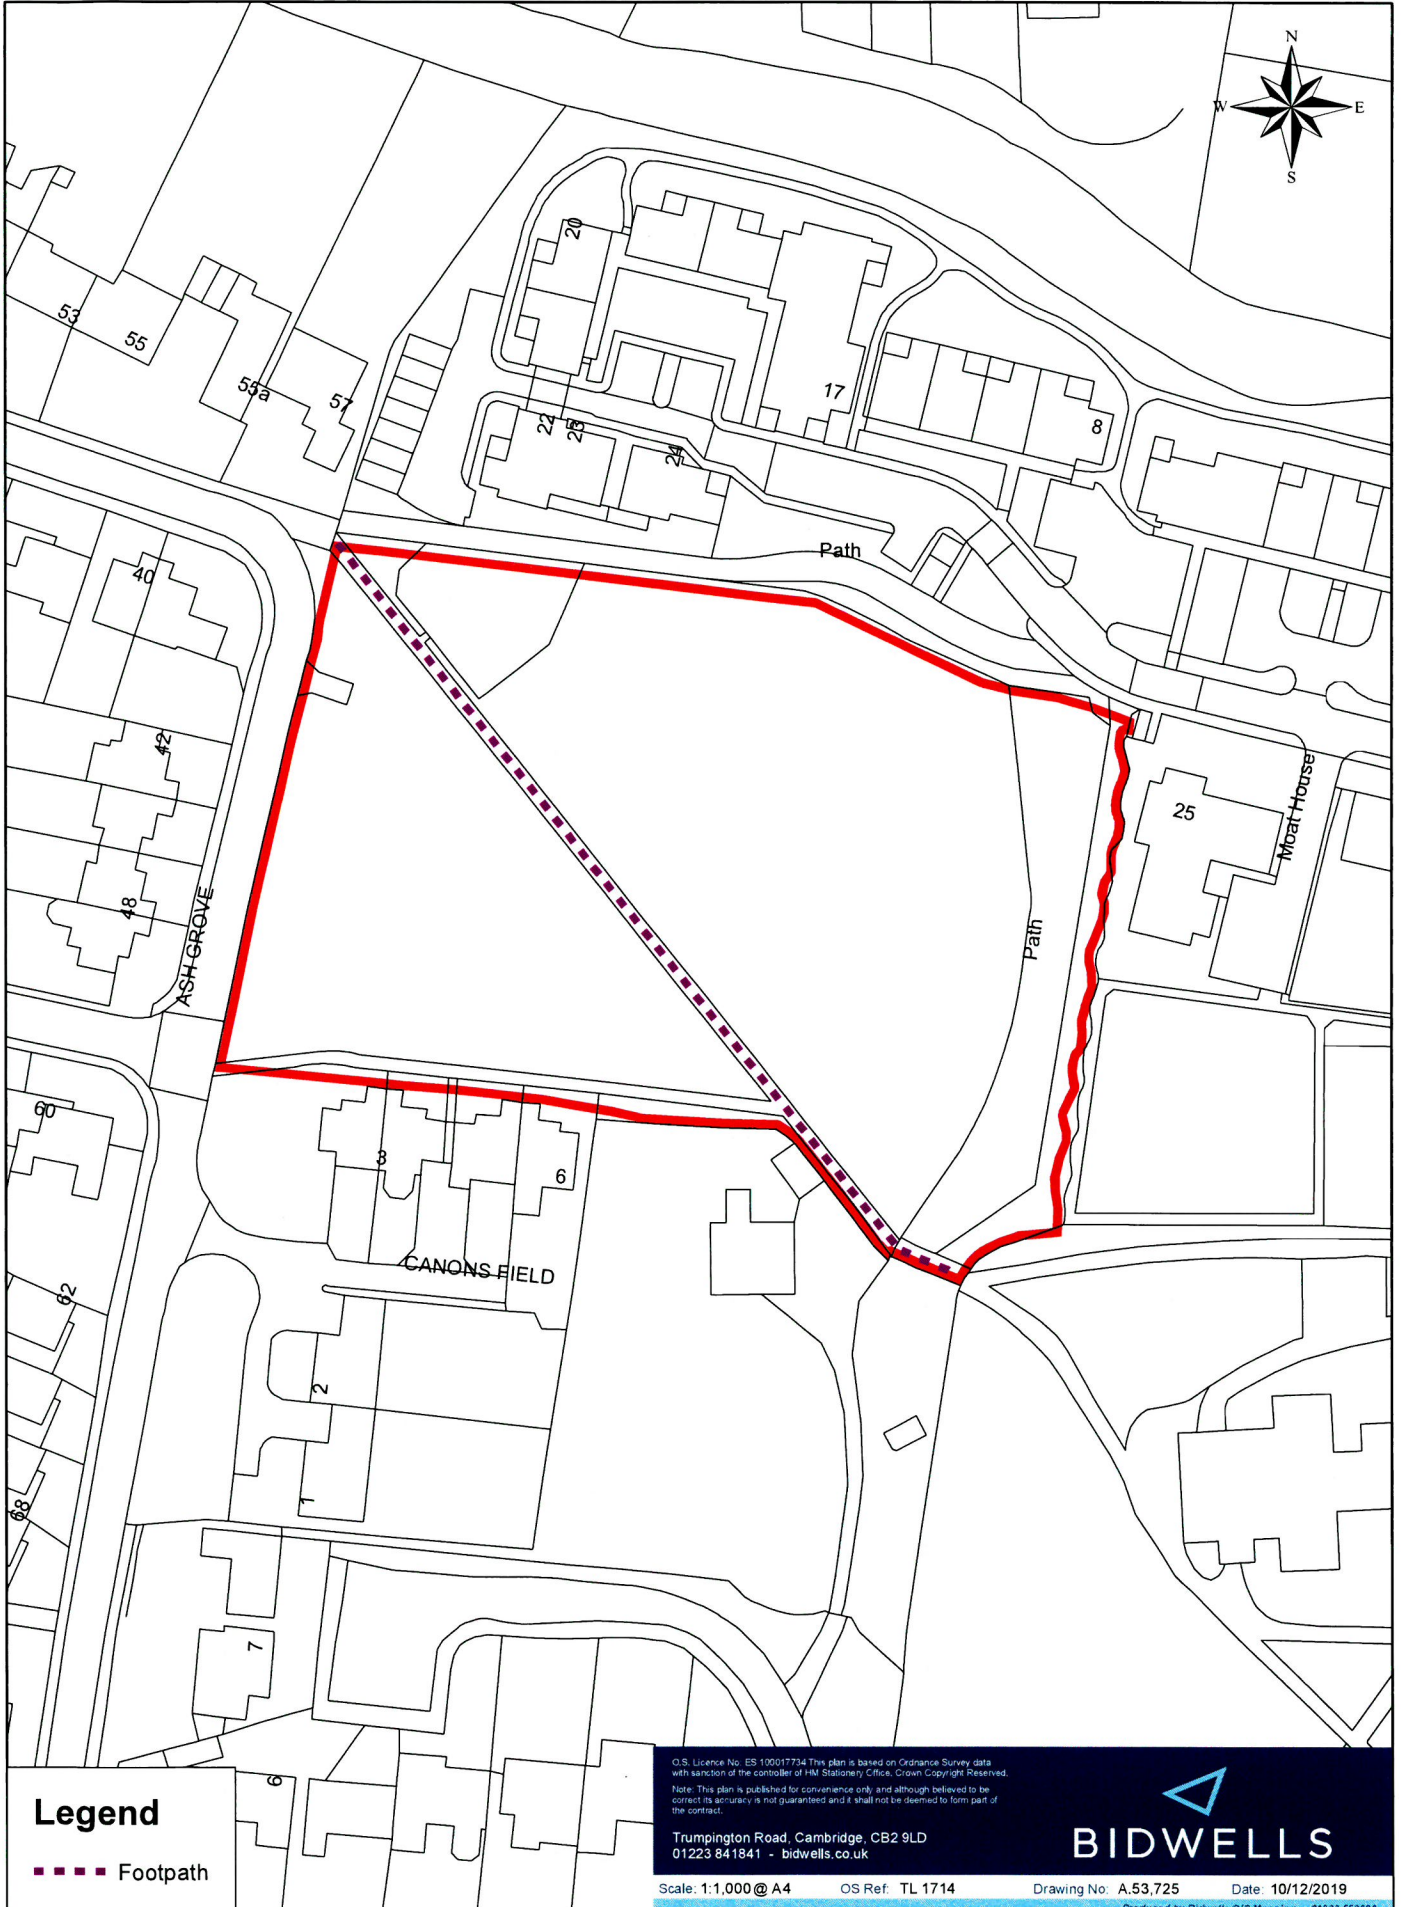 N
W E
S
20
53
55
55a
57
22
23
24
17
8
Path
40
42
48
ASH GROVE
25
Moat House
Path
60
3
6
CANONS FIELD
62
2
1
68
7
6
Legend
Footpath
O.S. Licence No. ES 100017734 This plan is based on Ordnance Survey data
with sanction of the controller of HM Stationery Office. Crown Copyright Reserved.
Note: This plan is published for convenience only and although believed to be
correct its accuracy is not guaranteed and it shall not be deemed to form part of
the contract.
Trumpington Road, Cambridge, CB2 9LD
01223 841841 - bidwells.co.uk
BIDWELLS
Scale: 1:1,000 @ A4 OS Ref: TL 1714 Drawing No: A.53,725 Date: 10/12/2019